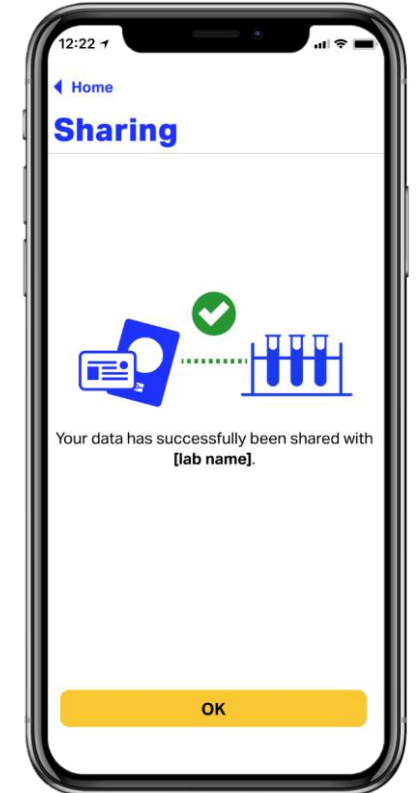 12:22
Home
Sharing
Your data has successfully been shared with
[lab name].
OK